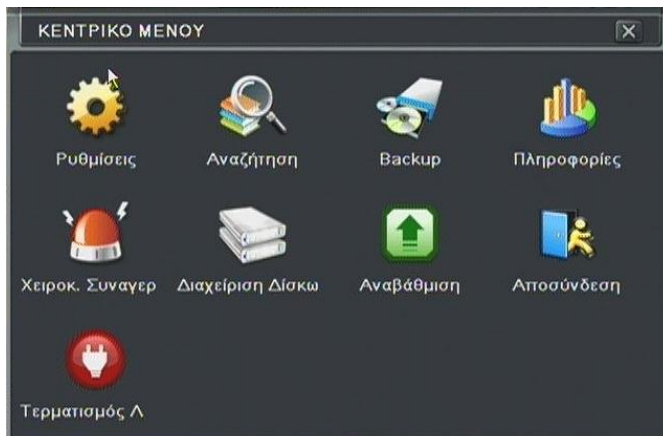 ΚΕΝΤΡΙΚΟ ΜΕΝΟΥ
Ρυθμίσεις Αναζήτηση Backup Πληροφορίες
Χειροκ. Συναγερ Διαχείριση Δίσκω Αναβάθμιση Αποσύνδεση
Τερματισμός Λ